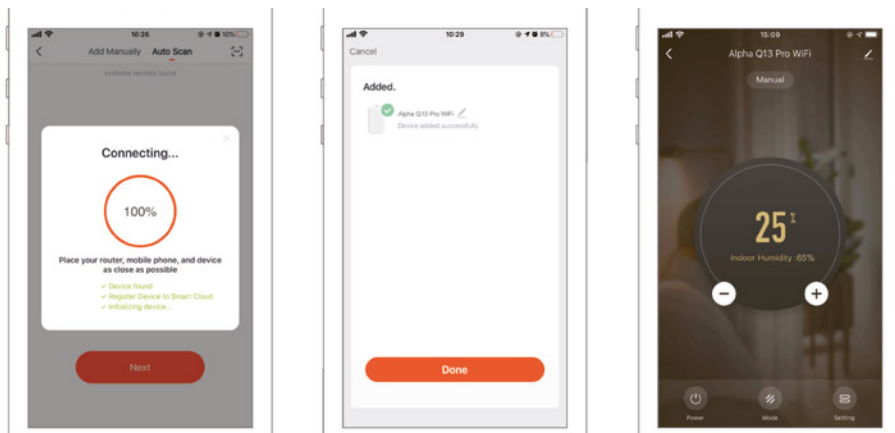 10:26
10%
Add Manually Auto Scan
Available devices found
Connecting...
100%
Place your router, mobile phone, and device
as close as possible
Device found
Register Device to Smart Cloud
Initializing device...
Next
10:29
8%
Cancel
Added.
Alpha Q13 Pro WiFi
Device added successfully
Done
15:09
Alpha Q13 Pro WiFi
Manual
25%
Indoor Humidity :65%
Power Mode Setting